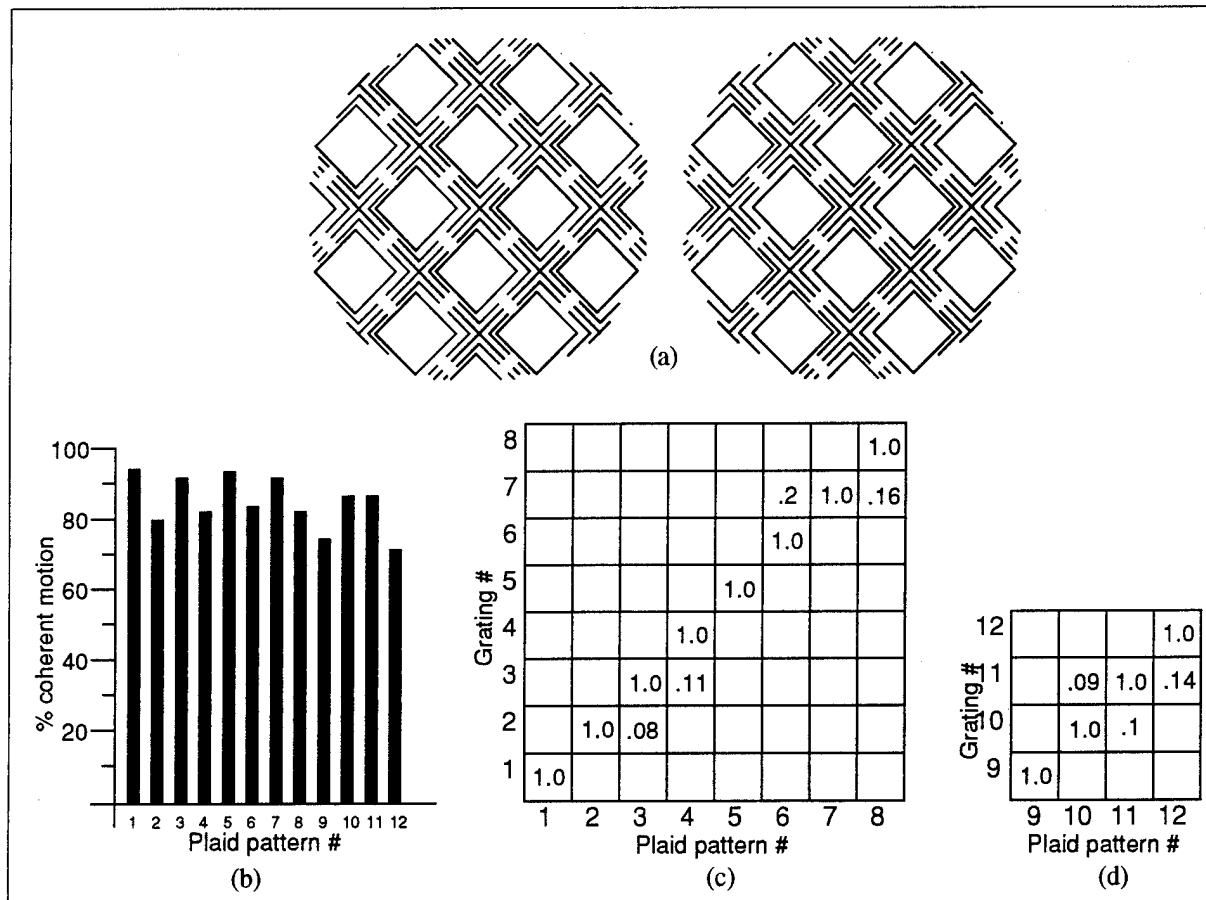 (a)
100
80
60
40
20
% coherent motion
1 2 3 4 5 6 7 8 9 10 11 12
Plaid pattern #
(b)
8 1.0
7 .2 1.0 .16
6 1.0
5 1.0
4 1.0
3 1.0 .11
2 1.0 .08
1 1.0
Grating #
1 2 3 4 5 6 7 8
Plaid pattern #
(c)
12 1.0
11 .09 1.0 .14
10 1.0 .1
9 1.0
Grating #
9 10 11 12
Plaid pattern #
(d)